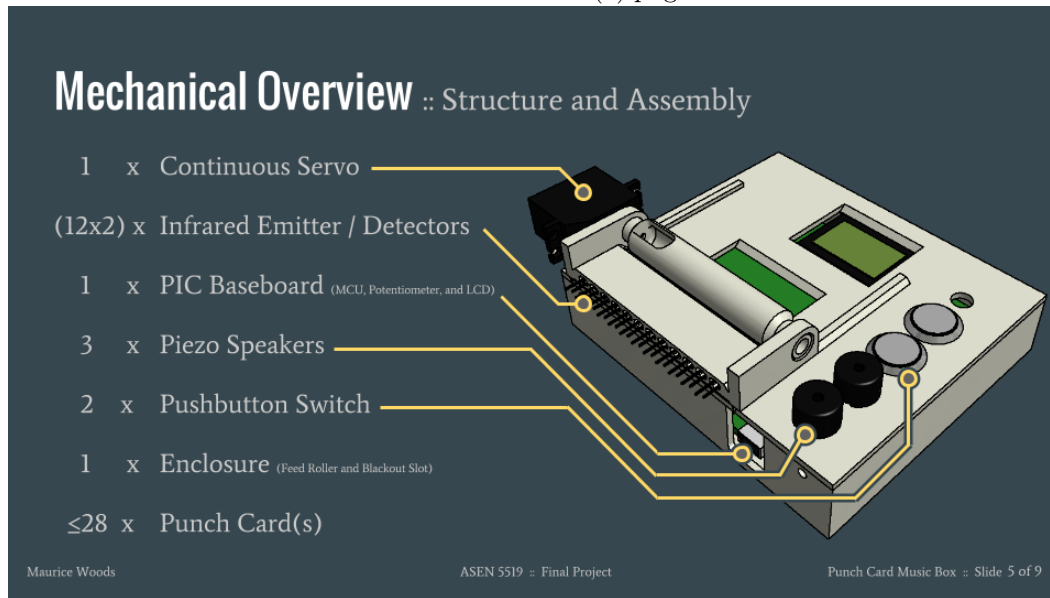 Mechanical Overview :: Structure and Assembly
1 x Continuous Servo
(12x2) x Infrared Emitter / Detectors
1 x PIC Baseboard (MCU, Potentiometer, and LCD)
3 x Piezo Speakers
2 x Pushbutton Switch
1 x Enclosure (Feed Roller and Blackout Slot)
≤28 x Punch Card(s)
Maurice Woods ASEN 5519 :: Final Project Punch Card Music Box :: Slide 5 of 9